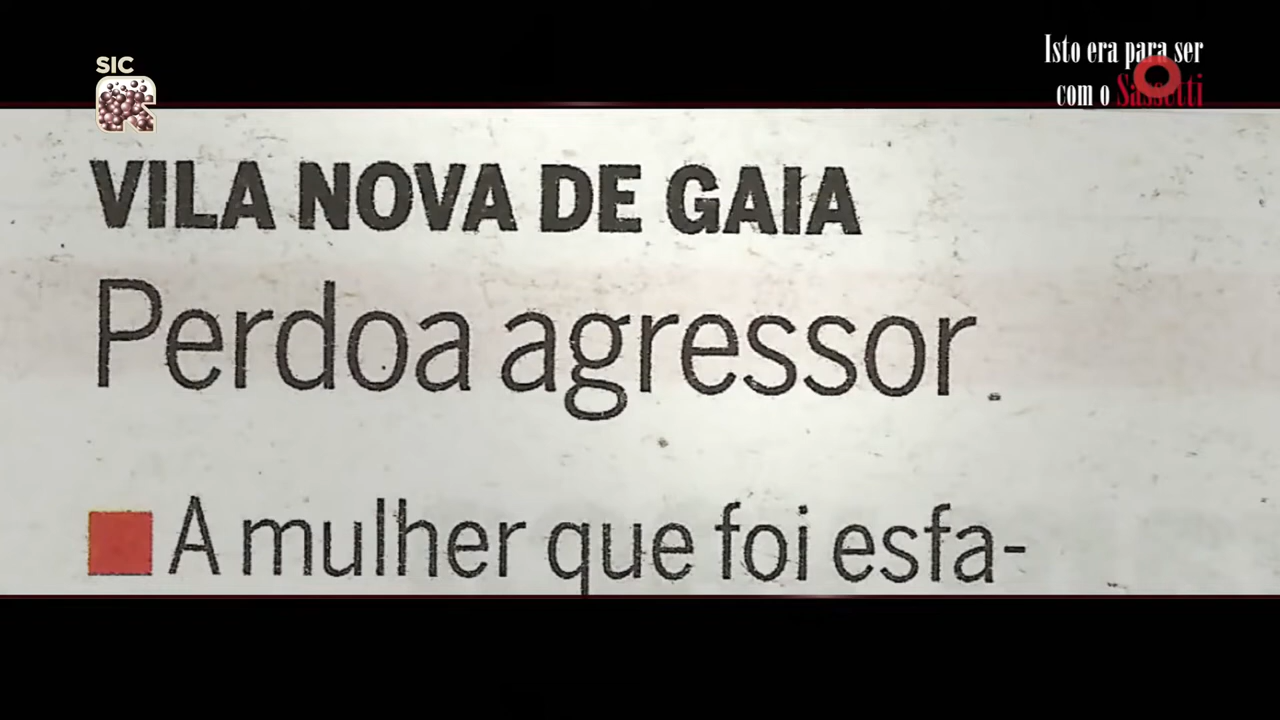 SIC
Isto era para ser
com o Sassetti
VILA NOVA DE GAIA
Perdoa agressor
A mulher que foi esfa-